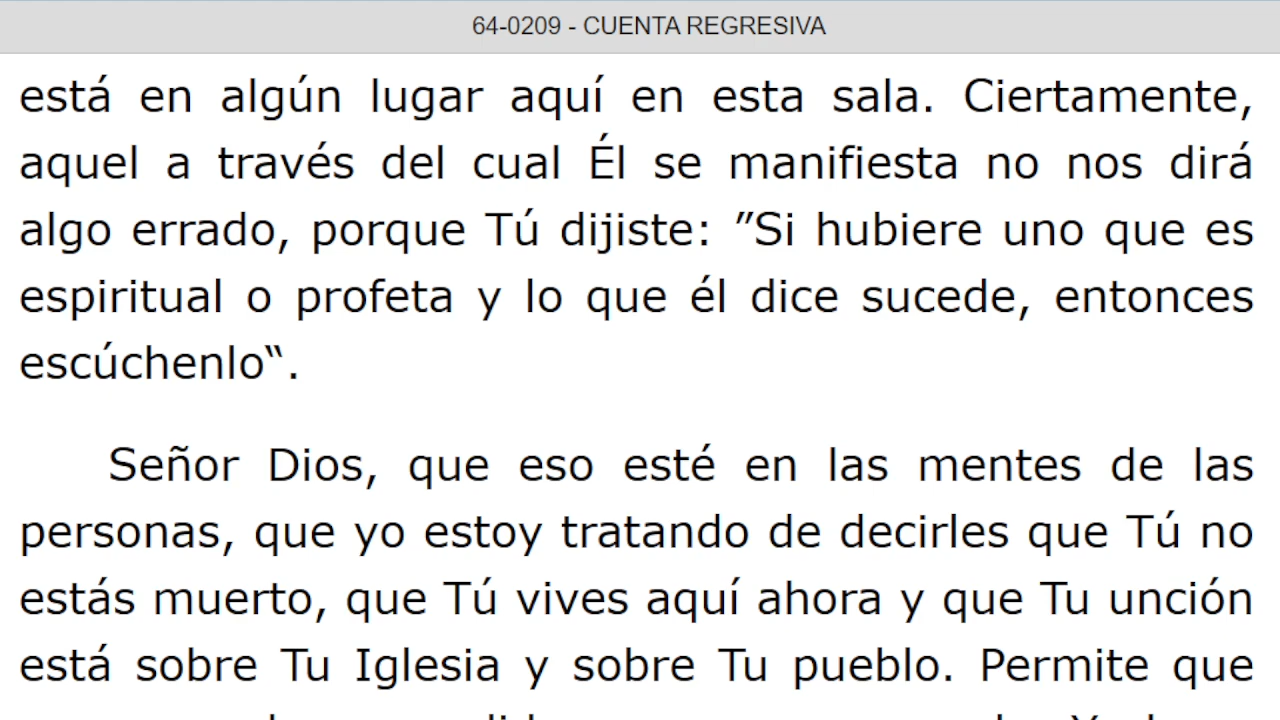 64-0209 - CUENTA REGRESIVA
está en algún lugar aquí en esta sala. Ciertamente,
aquel a través del cual Él se manifiesta no nos dirá
algo errado, porque Tú dijiste: ”Si hubiere uno que es
espiritual o profeta y lo que él dice sucede, entonces
escúchenlo“.
Señor Dios, que eso esté en las mentes de las
personas, que yo estoy tratando de decirles que Tú no
estás muerto, que Tú vives aquí ahora y que Tu unción
está sobre Tu Iglesia y sobre Tu pueblo. Permite que